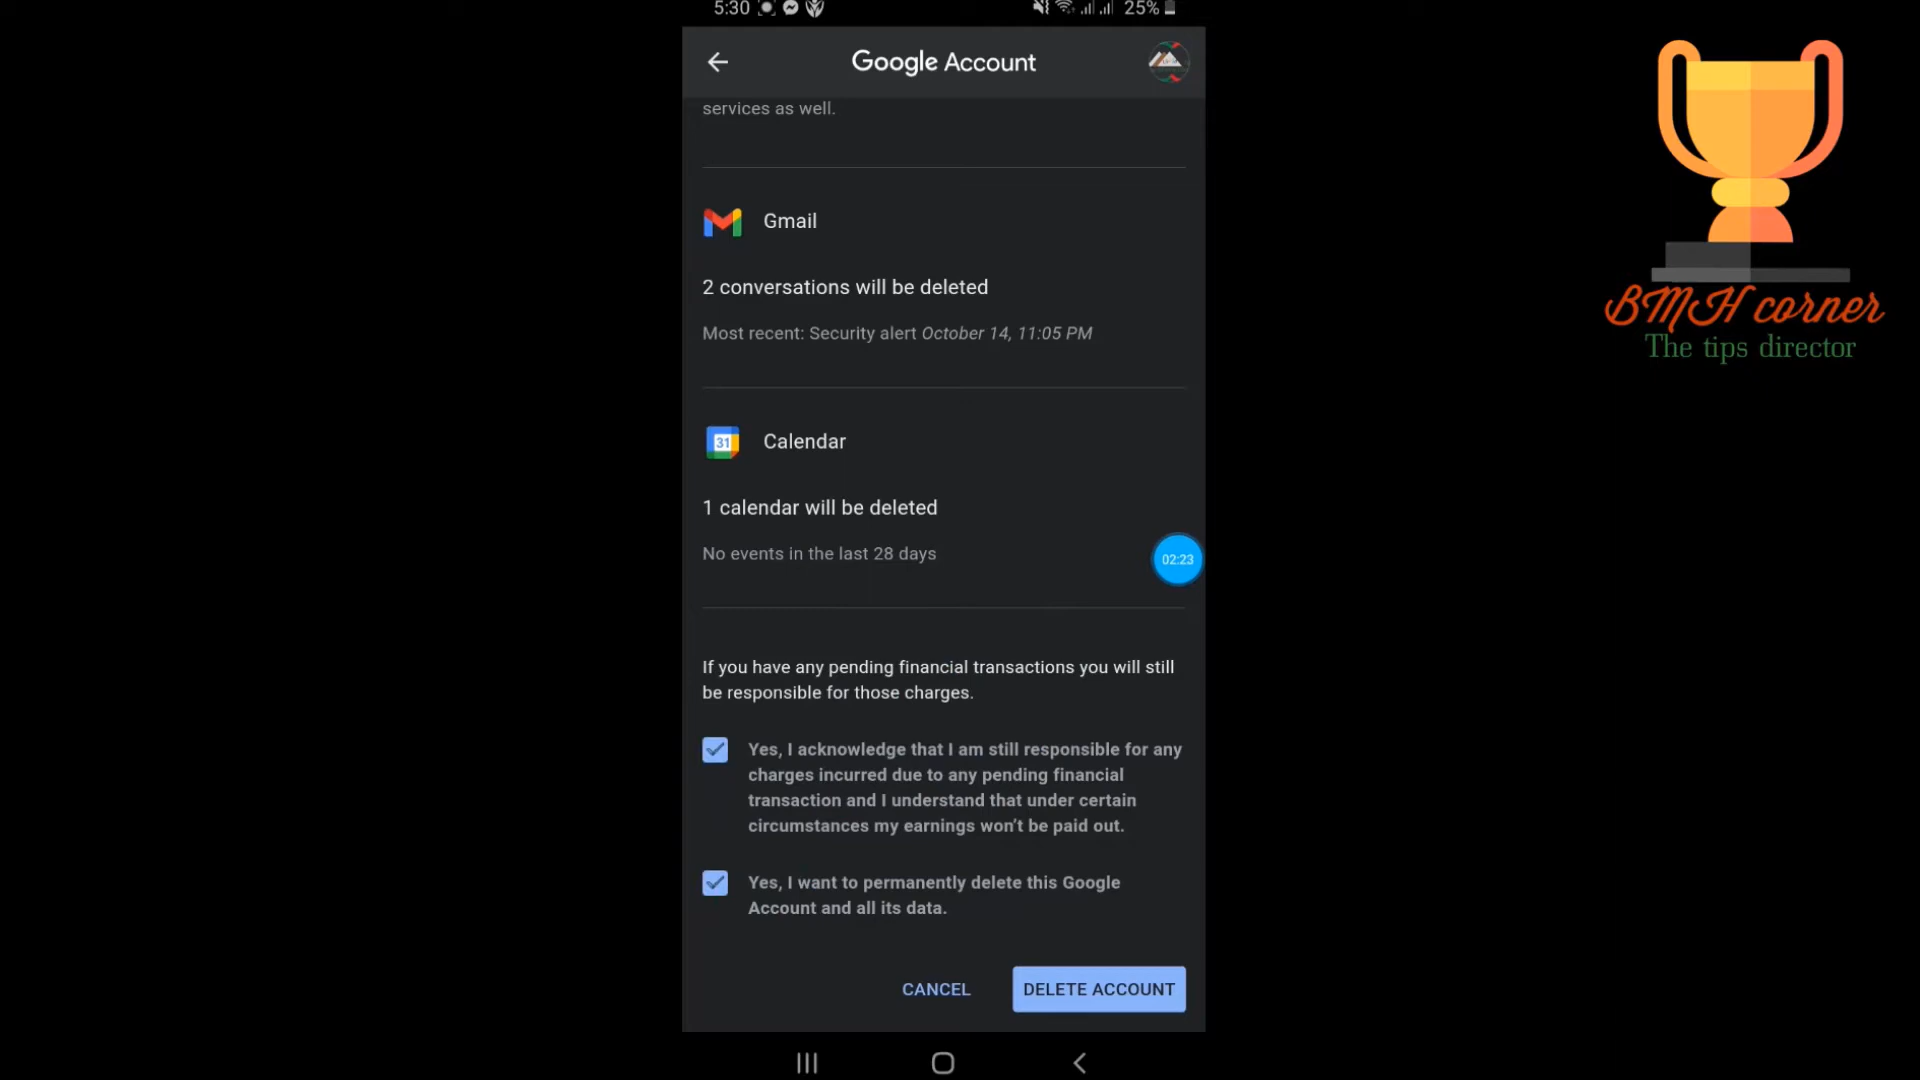 5:30
25%
Google Account
services as well.
Gmail
2 conversations will be deleted
Most recent: Security alert October 14, 11:05 PM
31
Calendar
1 calendar will be deleted
No events in the last 28 days
02:23
If you have any pending financial transactions you will still
be responsible for those charges.
Yes, I acknowledge that I am still responsible for any
charges incurred due to any pending financial
transaction and I understand that under certain
circumstances my earnings won’t be paid out.
Yes, I want to permanently delete this Google
Account and all its data.
CANCEL
DELETE ACCOUNT
BMH corner
The tips director